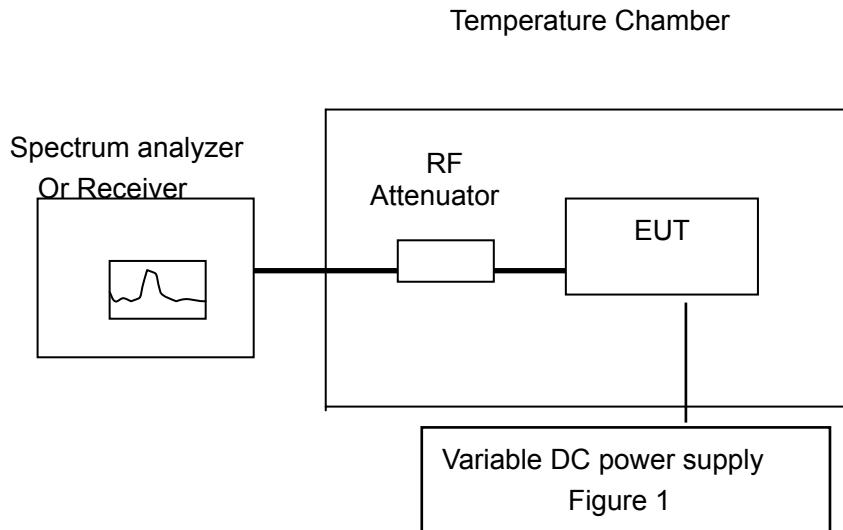 Temperature Chamber
Spectrum analyzer
Or Receiver
RF
Attenuator
EUT
Variable DC power supply
Figure 1